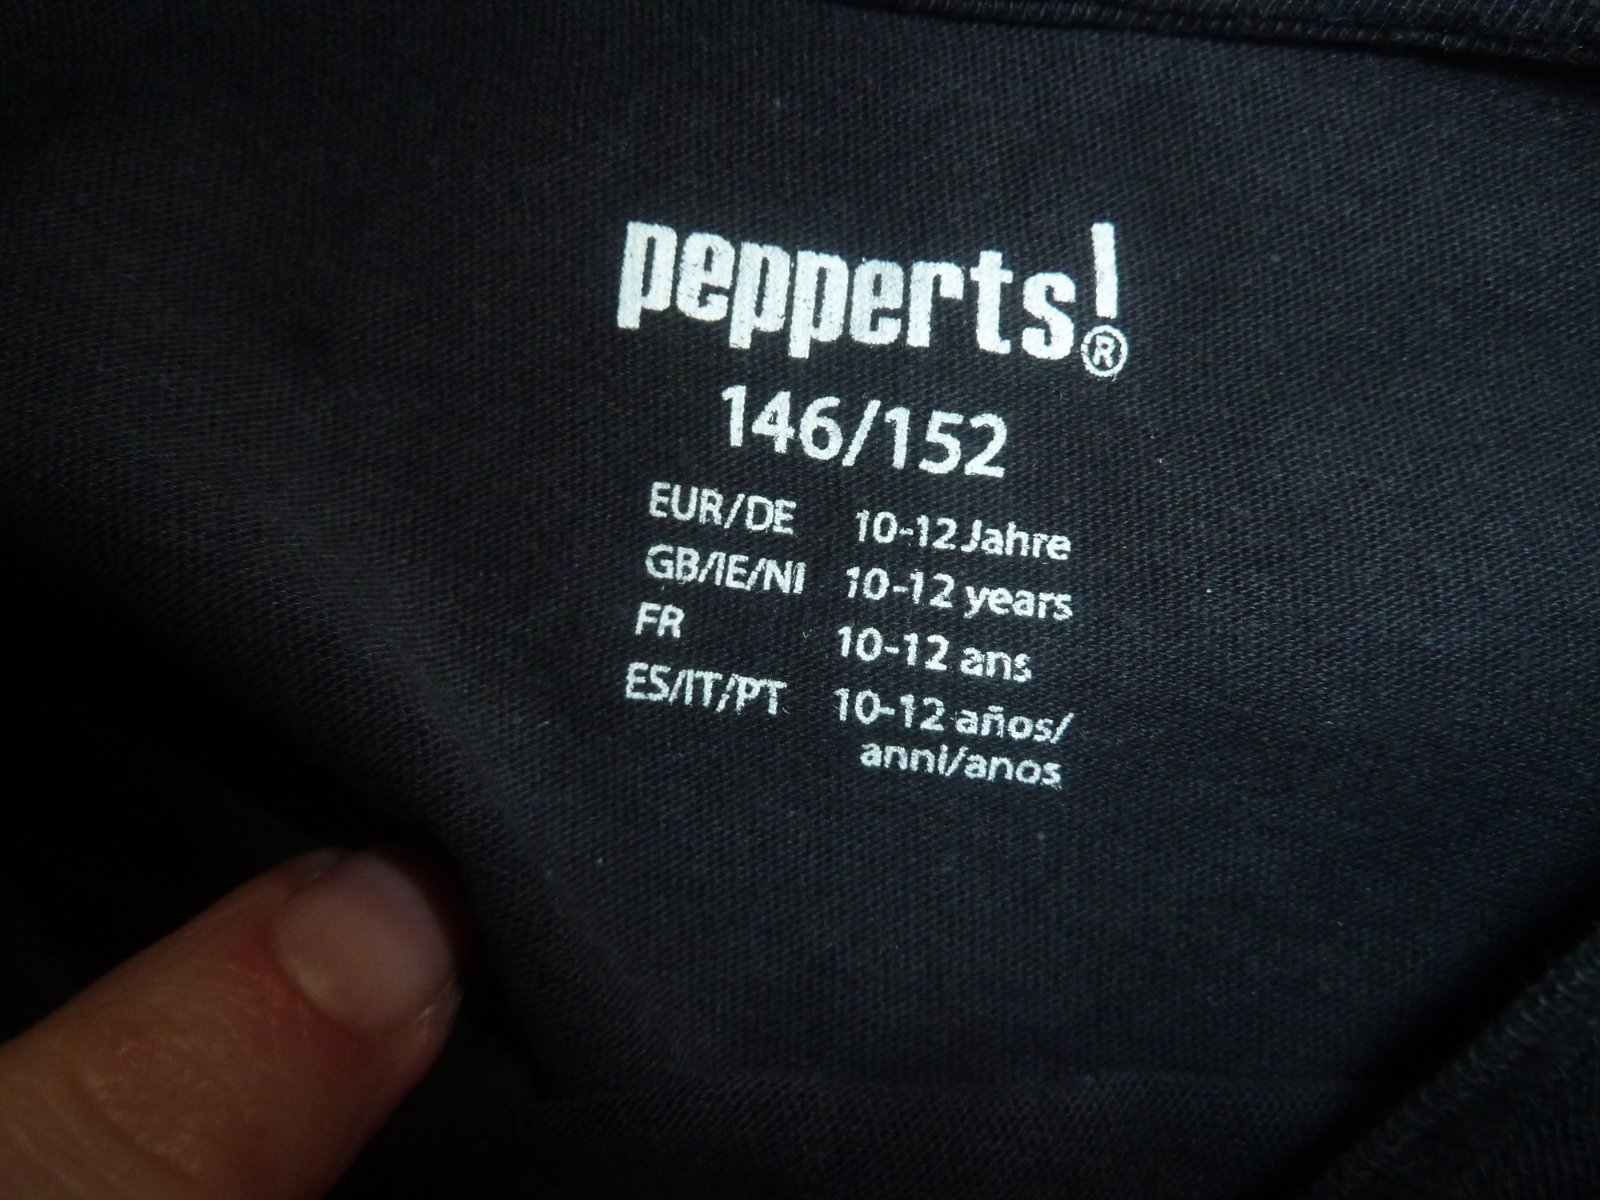 pepperts!®
146/152
EUR/DE 10-12 Jahre
GB/IE/NI 10-12 years
FR 10-12 ans
ES/IT/PT 10-12 años/
anni/anos